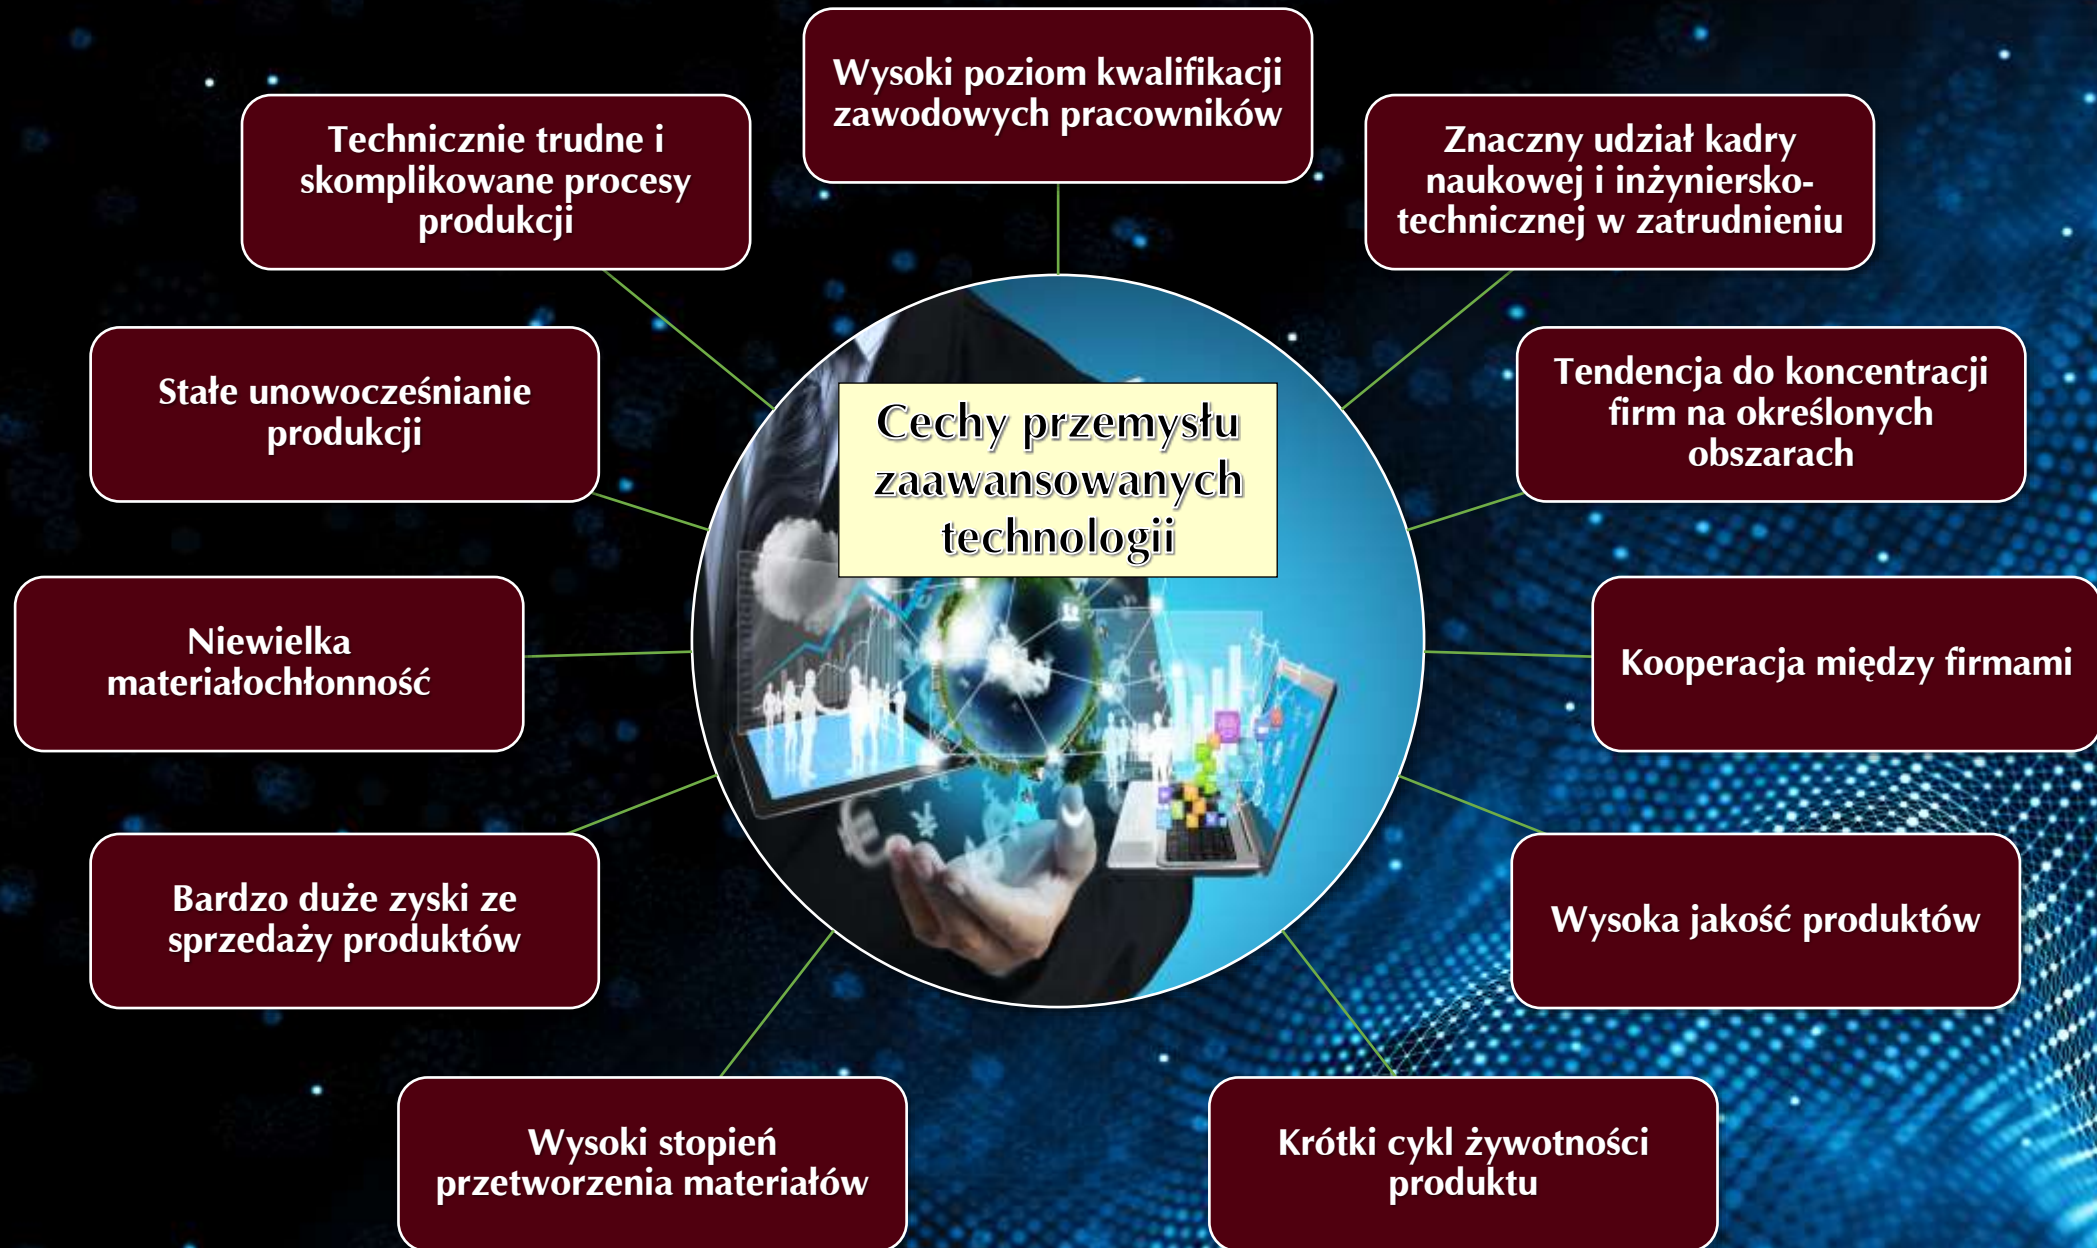 Wysoki poziom kwalifikacji
zawodowych pracowników
Technicznie trudne i
skomplikowane procesy
produkcji
Znaczny udział kadry
naukowej i inżyniersko-
technicznej w zatrudnieniu
Stałe unowocześnianie
produkcji
Cechy przemysłu
zaawansowanych
technologii
Tendencja do koncentracji
firm na określonych
obszarach
Niewielka
materiałochłonność
Kooperacja między firmami
Bardzo duże zyski ze
sprzedaży produktów
Wysoka jakość produktów
Wysoki stopień
przetworzenia materiałów
Krótki cykl żywotności
produktu